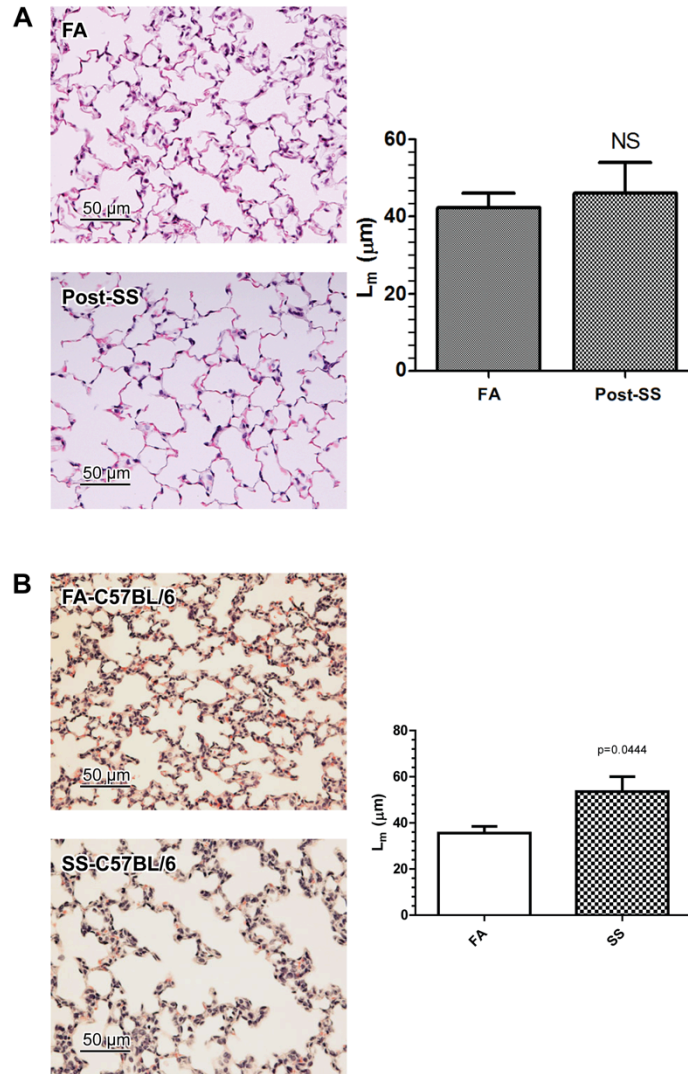 A
FA
50 µm
Post-SS
50 µm
60
40
20
0
Lm (µm)
NS
FA
Post-SS
B
FA-C57BL/6
50 µm
SS-C57BL/6
50 µm
80
60
40
20
0
Lm (µm)
p=0.0444
FA
SS